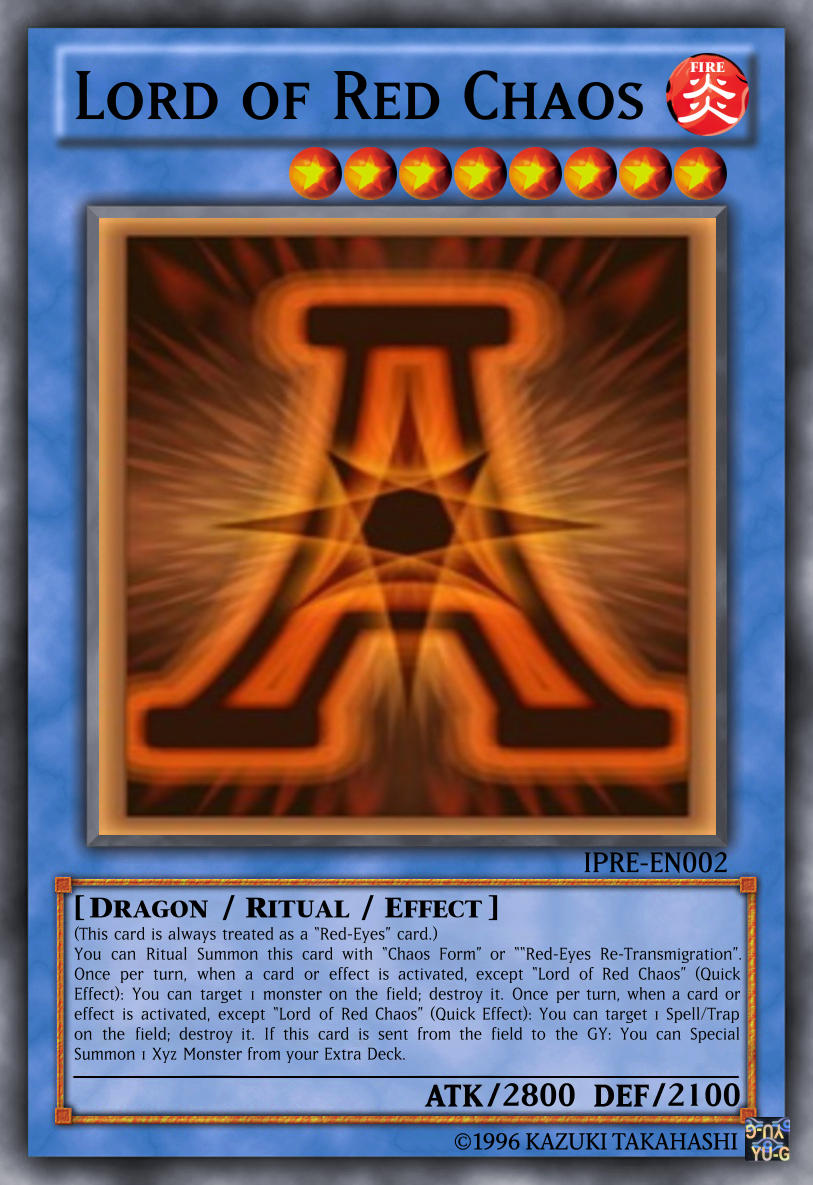 Lord of Red Chaos
FIRE
炎
A
IPRE-EN002
[ Dragon / Ritual / Effect ]
(This card is always treated as a "Red-Eyes" card.)
You can Ritual Summon this card with "Chaos Form" or ""Red-Eyes Re-Transmigration".
Once per turn, when a card or effect is activated, except "Lord of Red Chaos" (Quick
Effect): You can target 1 monster on the field; destroy it. Once per turn, when a card or
effect is activated, except "Lord of Red Chaos" (Quick Effect): You can target 1 Spell/Trap
on the field; destroy it. If this card is sent from the field to the GY: You can Special
Summon 1 Xyz Monster from your Extra Deck.
ATK/2800 DEF/2100
©1996 KAZUKI TAKAHASHI
YU-G
YU-G